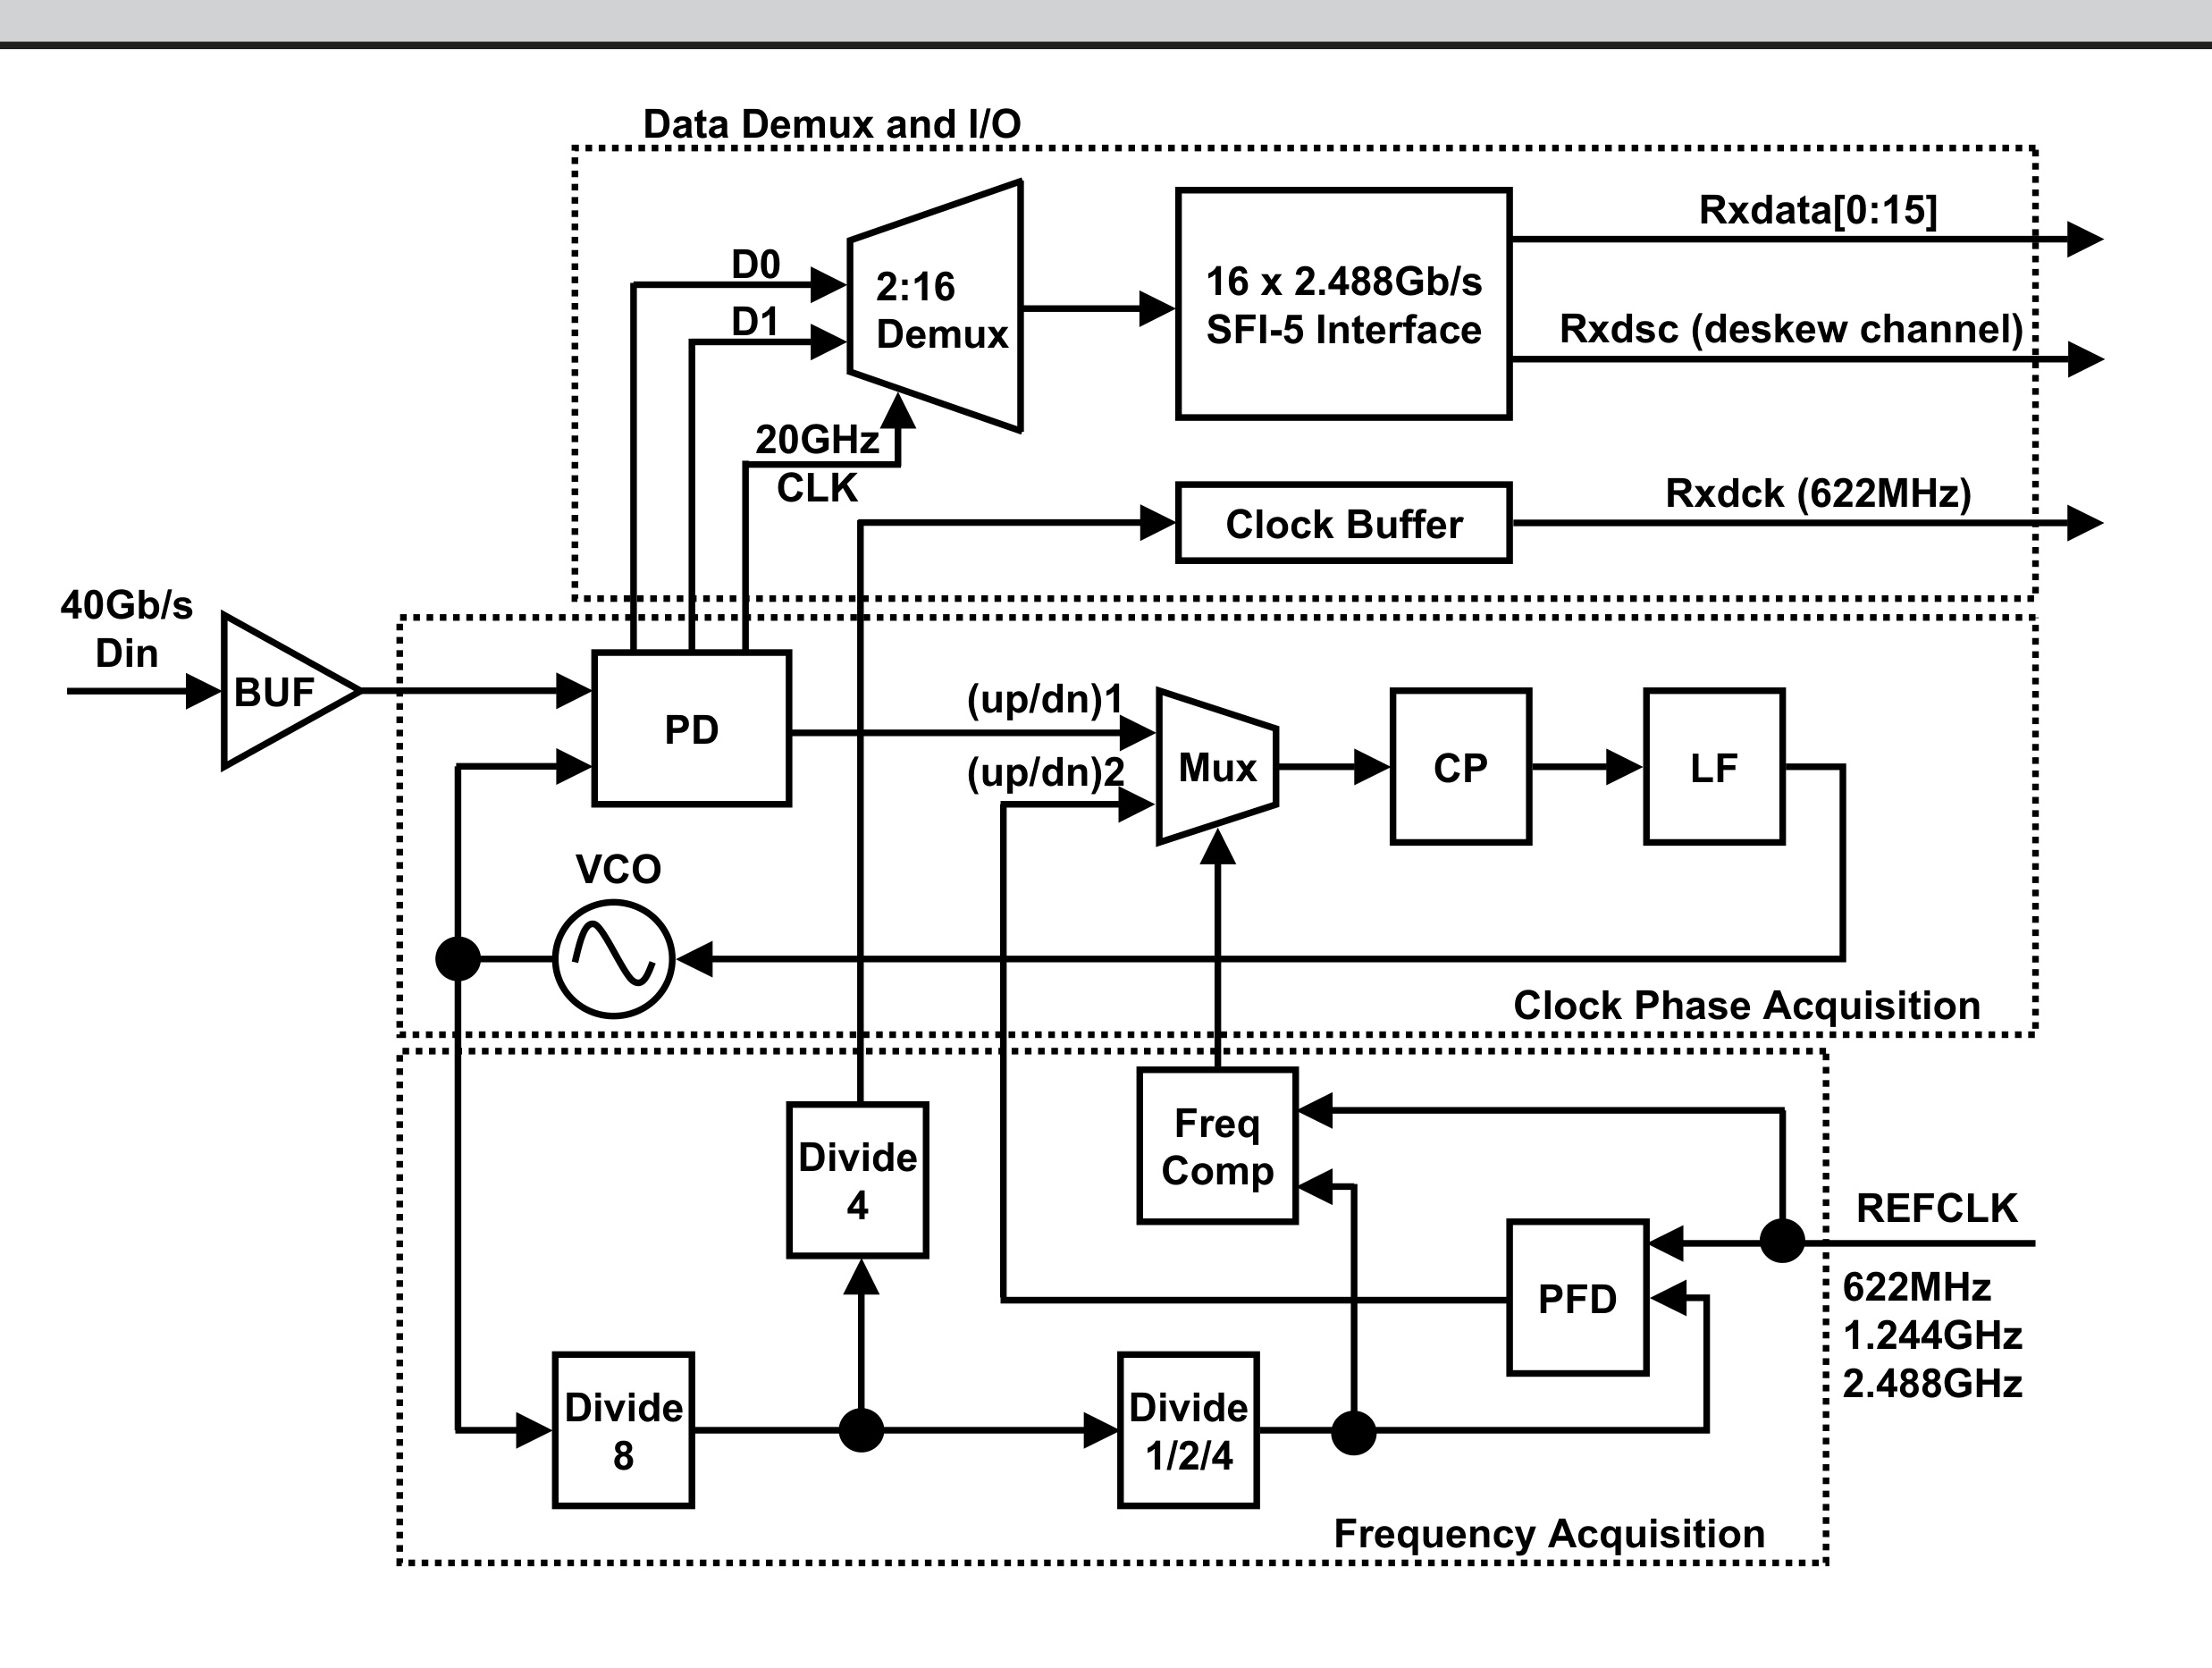 Data Demux and I/O
D0
D1
2:16
Demux
20GHz
CLK
16 x 2.488Gb/s
SFI-5 Interface
Rxdata[0:15]
Rxdsc (deskew channel)
Clock Buffer
Rxdck (622MHz)
40Gb/s
Din
BUF
PD
(up/dn)1
(up/dn)2
Mux
CP
LF
VCO
Clock Phase Acquisition
Divide
4
Freq
Comp
PFD
REFCLK
622MHz
1.244GHz
2.488GHz
Divide
8
Divide
1/2/4
Frequency Acquisition